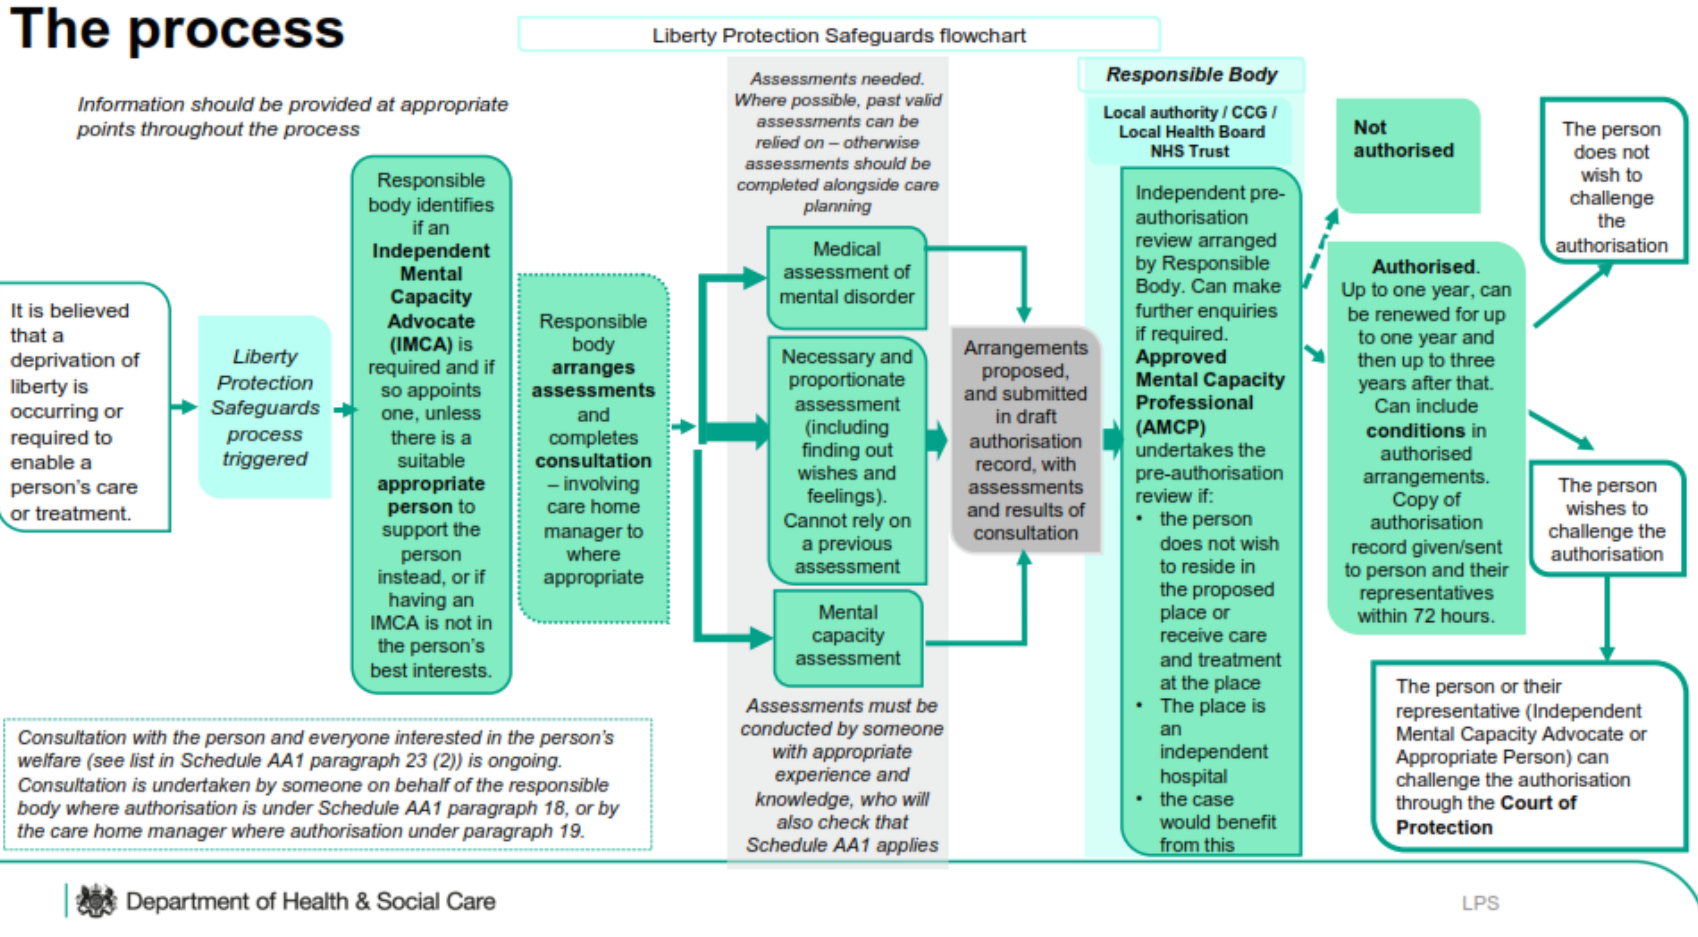 The process
Liberty Protection Safeguards flowchart
Information should be provided at appropriate
points throughout the process
It is believed
that a
deprivation of
liberty is
occurring or
required to
enable a
person's care
or treatment.
Liberty
Protection
Safeguards
process
triggered
Responsible
body identifies
if an
Independent
Mental
Capacity
Advocate
(IMCA) is
required and if
so appoints
one, unless
there is a
suitable
appropriate
person to
support the
person
instead, or if
having an
IMCA is not in
the person's
best interests.
Responsible
body
arranges
assessments
and
completes
consultation
– involving
care home
manager to
where
appropriate
Assessments needed.
Where possible, past valid
assessments can be
relied on – otherwise
assessments should be
completed alongside care
planning
Medical
assessment of
mental disorder
Necessary and
proportionate
assessment
(including
finding out
wishes and
feelings).
Cannot rely on
a previous
assessment
Mental
capacity
assessment
Assessments must be
conducted by someone
with appropriate
experience and
knowledge, who will
also check that
Schedule AA1 applies
Arrangements
proposed,
and submitted
in draft
authorisation
record, with
assessments
and results of
consultation
Responsible Body
Local authority / CCG /
Local Health Board
NHS Trust
Independent pre-
authorisation
review arranged
by Responsible
Body. Can make
further enquiries
if required.
Approved
Mental Capacity
Professional
(AMCP)
undertakes the
pre-authorisation
review if:
• the person
does not wish
to reside in
the proposed
place or
receive care
and treatment
at the place
• The place is
an
independent
hospital
• the case
would benefit
from this
Not
authorised
Authorised.
Up to one year, can
be renewed for up
to one year and
then up to three
years after that.
Can include
conditions in
authorised
arrangements.
Copy of
authorisation
record given/sent
to person and their
representatives
within 72 hours.
The person
does not
wish to
challenge
the
authorisation
The person
wishes to
challenge the
authorisation
The person or their
representative (Independent
Mental Capacity Advocate or
Appropriate Person) can
challenge the authorisation
through the Court of
Protection
Consultation with the person and everyone interested in the person's
welfare (see list in Schedule AA1 paragraph 23 (2)) is ongoing.
Consultation is undertaken by someone on behalf of the responsible
body where authorisation is under Schedule AA1 paragraph 18, or by
the care home manager where authorisation under paragraph 19.
Department of Health & Social Care
LPS